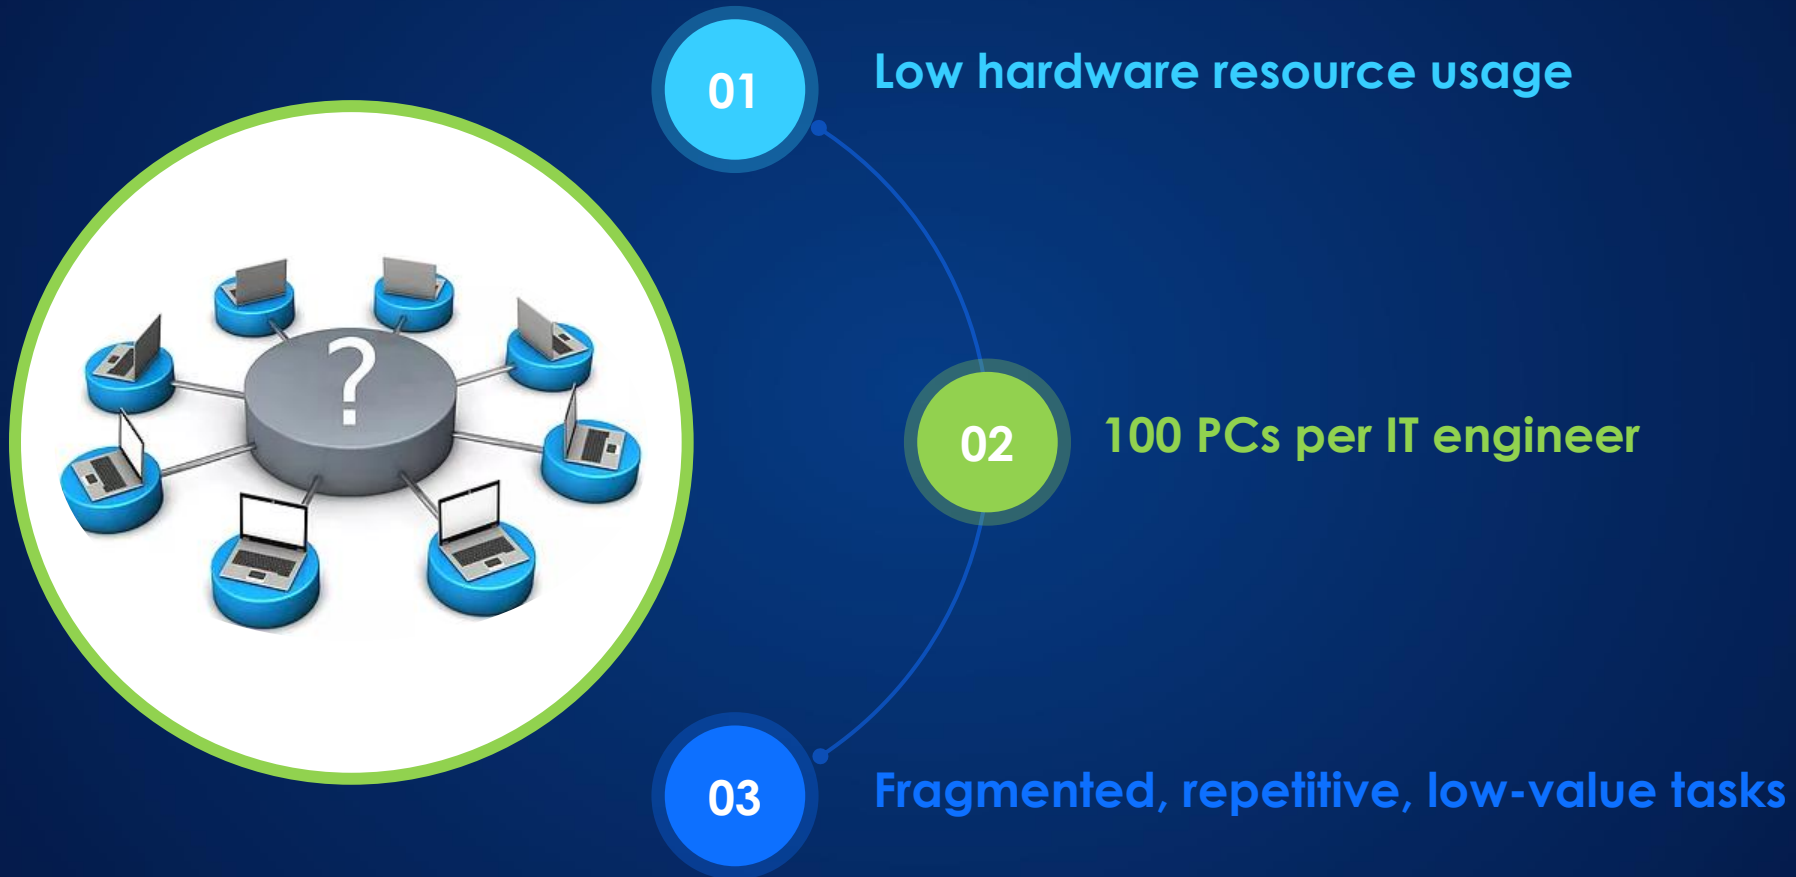 01
Low hardware resource usage
?
02
100 PCs per IT engineer
03
Fragmented, repetitive, low-value tasks